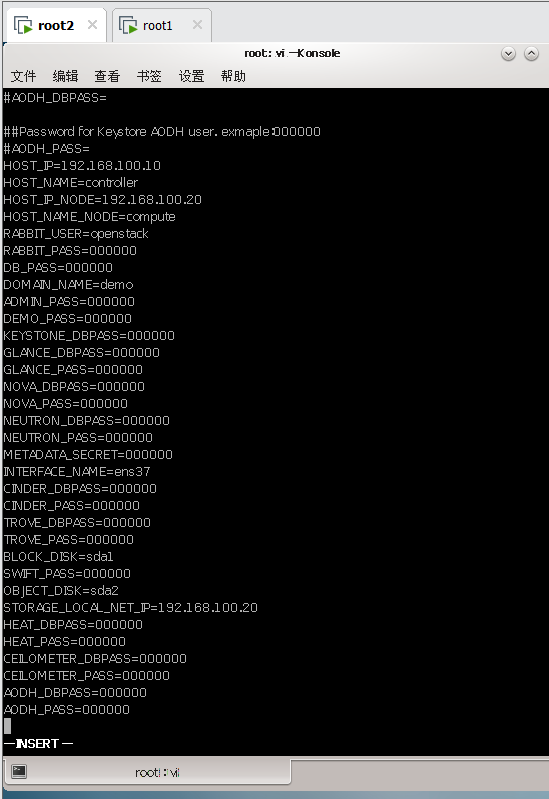 root2 × root1 ×
root: vi – Konsole
文件 编辑 查看 书签 设置 帮助
#AODH_DBPASS=
##Password for Keystore AODH user. exmaple:000000
#AODH_PASS=
HOST_IP=192.168.100.10
HOST_NAME=controller
HOST_IP_NODE=192.168.100.20
HOST_NAME_NODE=compute
RABBIT_USER=openstack
RABBIT_PASS=000000
DB_PASS=000000
DOMAIN_NAME=demo
ADMIN_PASS=000000
DEMO_PASS=000000
KEYSTONE_DBPASS=000000
GLANCE_DBPASS=000000
GLANCE_PASS=000000
NOVA_DBPASS=000000
NOVA_PASS=000000
NEUTRON_DBPASS=000000
NEUTRON_PASS=000000
METADATA_SECRET=000000
INTERFACE_NAME=ens37
CINDER_DBPASS=000000
CINDER_PASS=000000
TROVE_DBPASS=000000
TROVE_PASS=000000
BLOCK_DISK=sda1
SWIFT_PASS=000000
OBJECT_DISK=sda2
STORAGE_LOCAL_NET_IP=192.168.100.20
HEAT_DBPASS=000000
HEAT_PASS=000000
CEILOMETER_DBPASS=000000
CEILOMETER_PASS=000000
AODH_DBPASS=000000
AODH_PASS=000000
-- INSERT --
root : vi